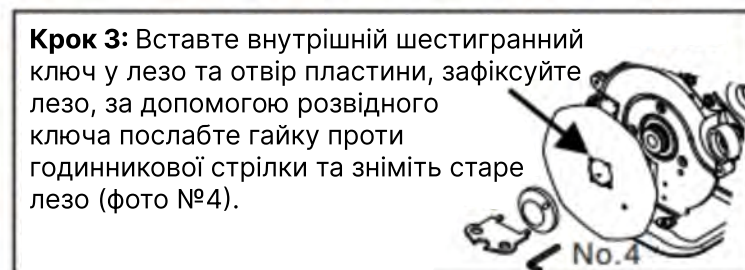 Крок 3: Вставте внутрішній шестигранний
ключ у лезо та отвір пластини, зафіксуйте
лезо, за допомогою розвідного
ключа послабте гайку проти
годинникової стрілки та зніміть старе
лезо (фото №4).
No.4